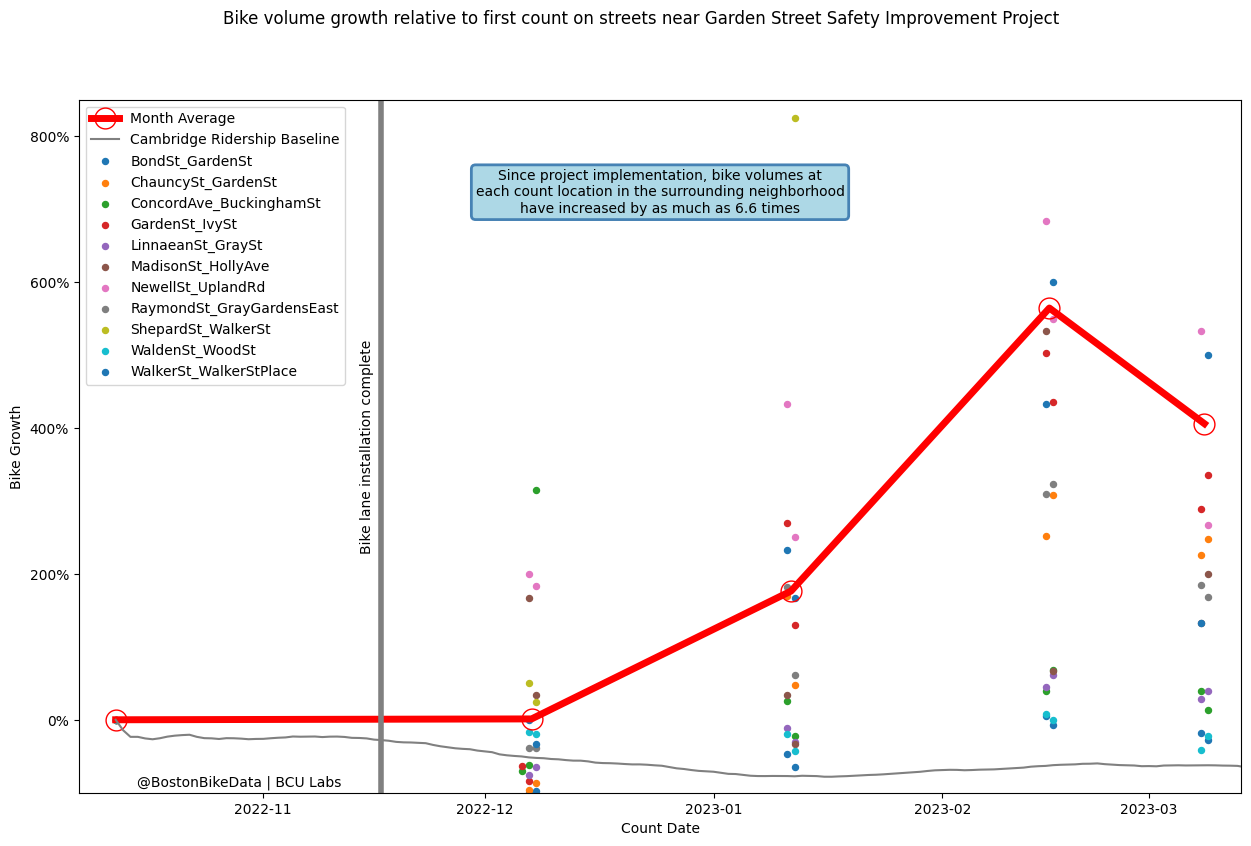 Bike volume growth relative to first count on streets near Garden Street Safety Improvement Project
Month Average
Cambridge Ridership Baseline
BondSt_GardenSt
ChauncySt_GardenSt
ConcordAve_BuckinghamSt
GardenSt_IvySt
LinnaeanSt_GraySt
MadisonSt_HollyAve
NewellSt_UplandRd
RaymondSt_GrayGardensEast
ShepardSt_WalkerSt
WaldenSt_WoodSt
WalkerSt_WalkerStPlace
Since project implementation, bike volumes at
each count location in the surrounding neighborhood
have increased by as much as 6.6 times
Bike lane installation complete
Bike Growth
800%
600%
400%
200%
0%
@BostonBikeData | BCU Labs
2022-11
2022-12
2023-01
2023-02
2023-03
Count Date